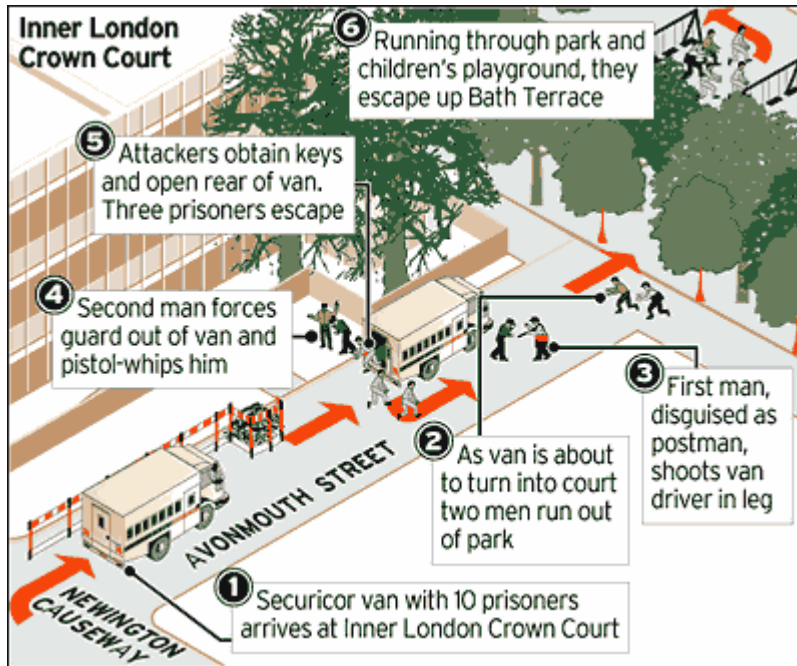 Inner London
Crown Court
6 Running through park and
children's playground, they
escape up Bath Terrace
5 Attackers obtain keys
and open rear of van.
Three prisoners escape
4 Second man forces
guard out of van and
pistol-whips him
3 First man,
disguised as
postman,
shoots van
driver in leg
2 As van is about
to turn into court
two men run out
of park
AVONMOUTH STREET
1 Securicor van with 10 prisoners
arrives at Inner London Crown Court
NEWINGTON
CAUSEWAY